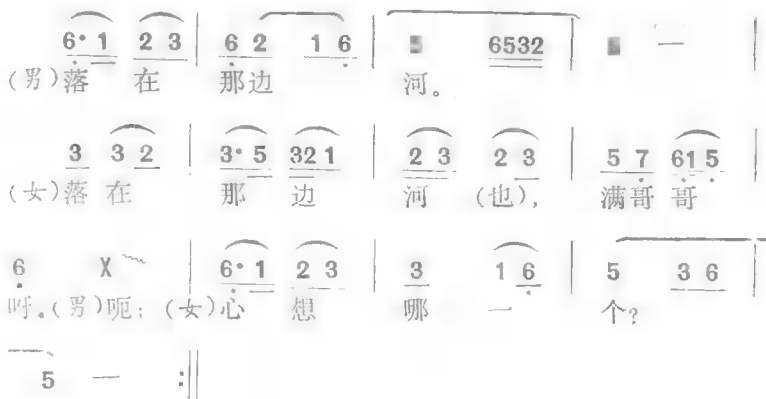 6· 1 2 3 | 6 2 1 6 | 6532 | —
(男)落 在 那边 河。
3 3 2 | 3· 5 321 | 2 3 2 3 | 5 7 61 5 |
(女)落 在 那 边 河 (也), 满哥 哥
6 X | 6· 1 2 3 | 3 1 6 | 5 3 6
呀。(男)呃; (女)心 想 哪 一 个?
5 — :‖